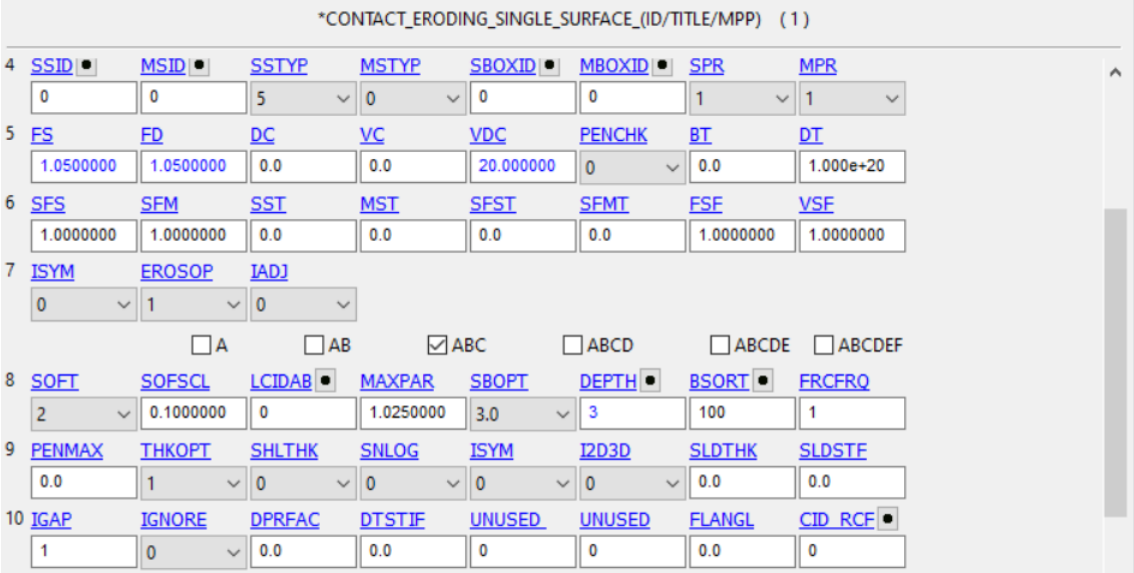 *CONTACT_ERODING_SINGLE_SURFACE_(ID/TITLE/MPP) (1)
4 SSID MSID SSTYP MSTYP SBOXID MBOXID SPR MPR
0 0 5 0 0 0 1 1
5 FS FD DC VC VDC PENCHK BT DT
1.0500000 1.0500000 0.0 0.0 20.000000 0 0.0 1.000e+20
6 SFS SFM SST MST SFST SFMT FSF VSF
1.0000000 1.0000000 0.0 0.0 0.0 0.0 1.0000000 1.0000000
7 ISYM EROSOP IADJ
0 1 0
A AB ABC ABCD ABCDE ABCDEF
8 SOFT SOFSCL LCIDAB MAXPAR SBOPT DEPTH BSORT FRCFRQ
2 0.1000000 0 1.0250000 3.0 3 100 1
9 PENMAX THKOPT SHLTHK SNLOG ISYM I2D3D SLDTHK SLDSTF
0.0 1 0 0 0 0 0.0 0.0
10 IGAP IGNORE DPRFAC DTSTIF UNUSED UNUSED FLANGL CID_RCF
1 0 0.0 0.0 0 0 0.0 0